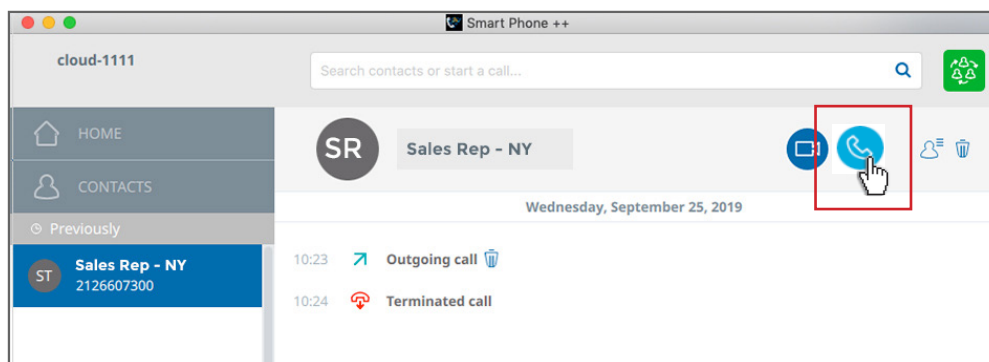 Smart Phone ++
cloud-1111
Search contacts or start a call...
HOME
CONTACTS
Previously
ST
Sales Rep - NY
2126607300
SR
Sales Rep - NY
Wednesday, September 25, 2019
10:23 Outgoing call
10:24 Terminated call